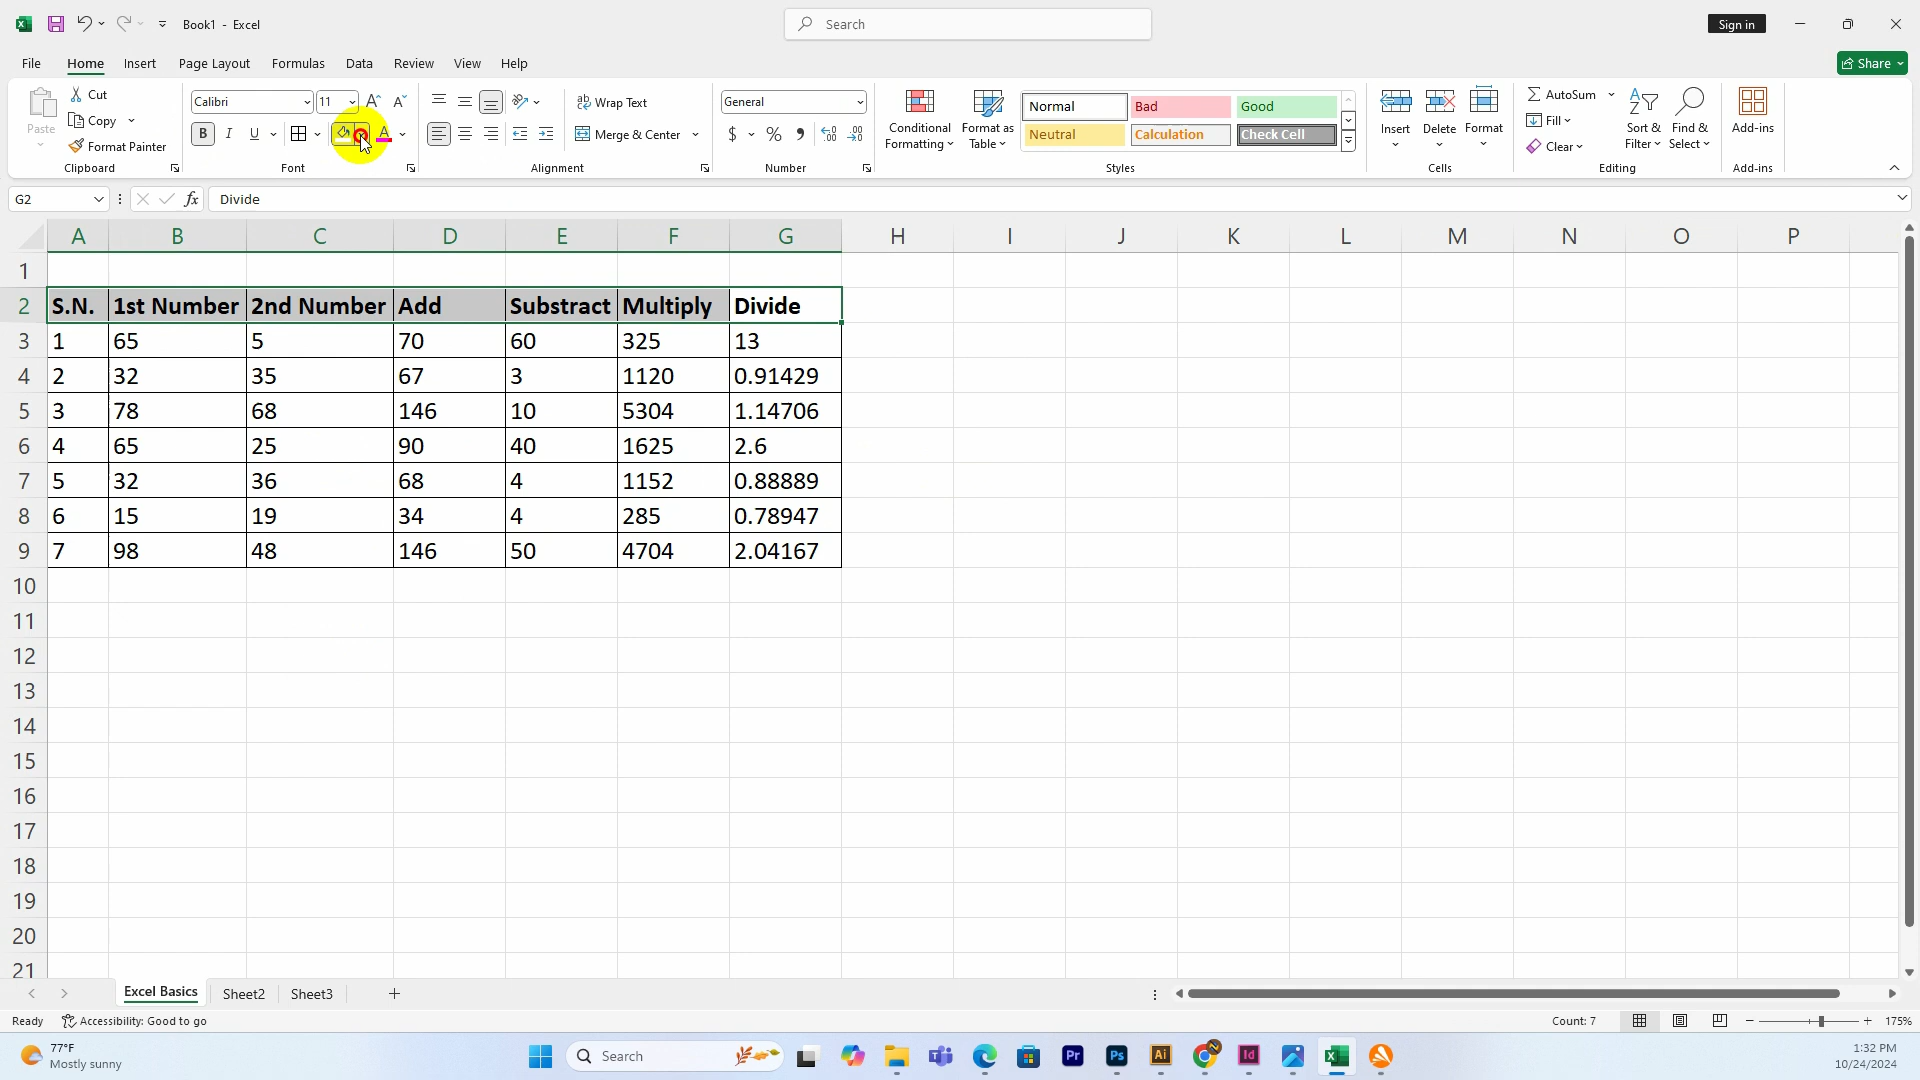 Book1 - Excel
Search
Sign in
File Home Insert Page Layout Formulas Data Review View Help
Share
Paste
Cut
Copy
Format Painter
Clipboard
Calibri 11
B I U
Font
Wrap Text
Merge & Center
Alignment
General
$ % ,
Number
Conditional Formatting
Format as Table
Normal Bad Good
Neutral Calculation Check Cell
Styles
Insert Delete Format
Cells
AutoSum
Fill
Clear
Sort & Filter
Find & Select
Editing
Add-ins
Add-ins
G2 fx Divide
A B C D E F G H I J K L M N O P
1
2 S.N. 1st Number 2nd Number Add Substract Multiply Divide
3 1 65 5 70 60 325 13
4 2 32 35 67 3 1120 0.91429
5 3 78 68 146 10 5304 1.14706
6 4 65 25 90 40 1625 2.6
7 5 32 36 68 4 1152 0.88889
8 6 15 19 34 4 285 0.78947
9 7 98 48 146 50 4704 2.04167
10
11
12
13
14
15
16
17
18
19
20
21
Excel Basics Sheet2 Sheet3
Ready Accessibility: Good to go Count: 7 175%
77°F
Mostly sunny
Search
Pr Ps Ai Id
1:32 PM
10/24/2024